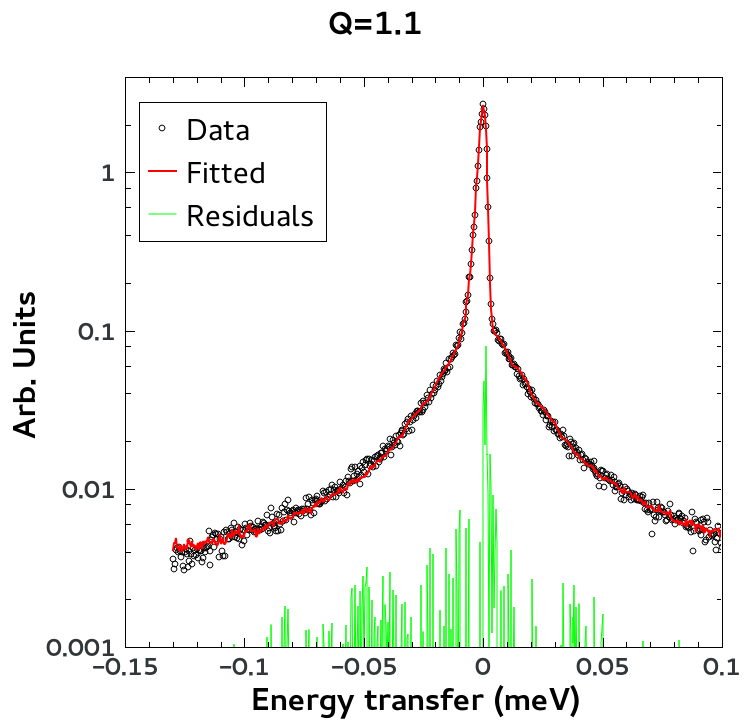 Q=1.1
Data
Fitted
Residuals
1
0.1
0.01
0.001
Arb. Units
−0.15 −0.1 −0.05 0 0.05 0.1
Energy transfer (meV)